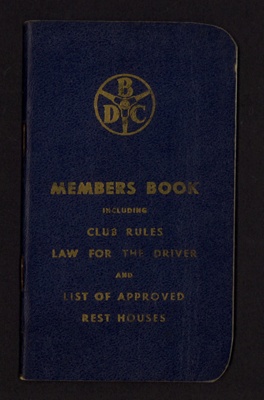 B
D C
MEMBERS BOOK
INCLUDING
CLUB RULES
LAW FOR THE DRIVER
AND
LIST OF APPROVED
REST HOUSES